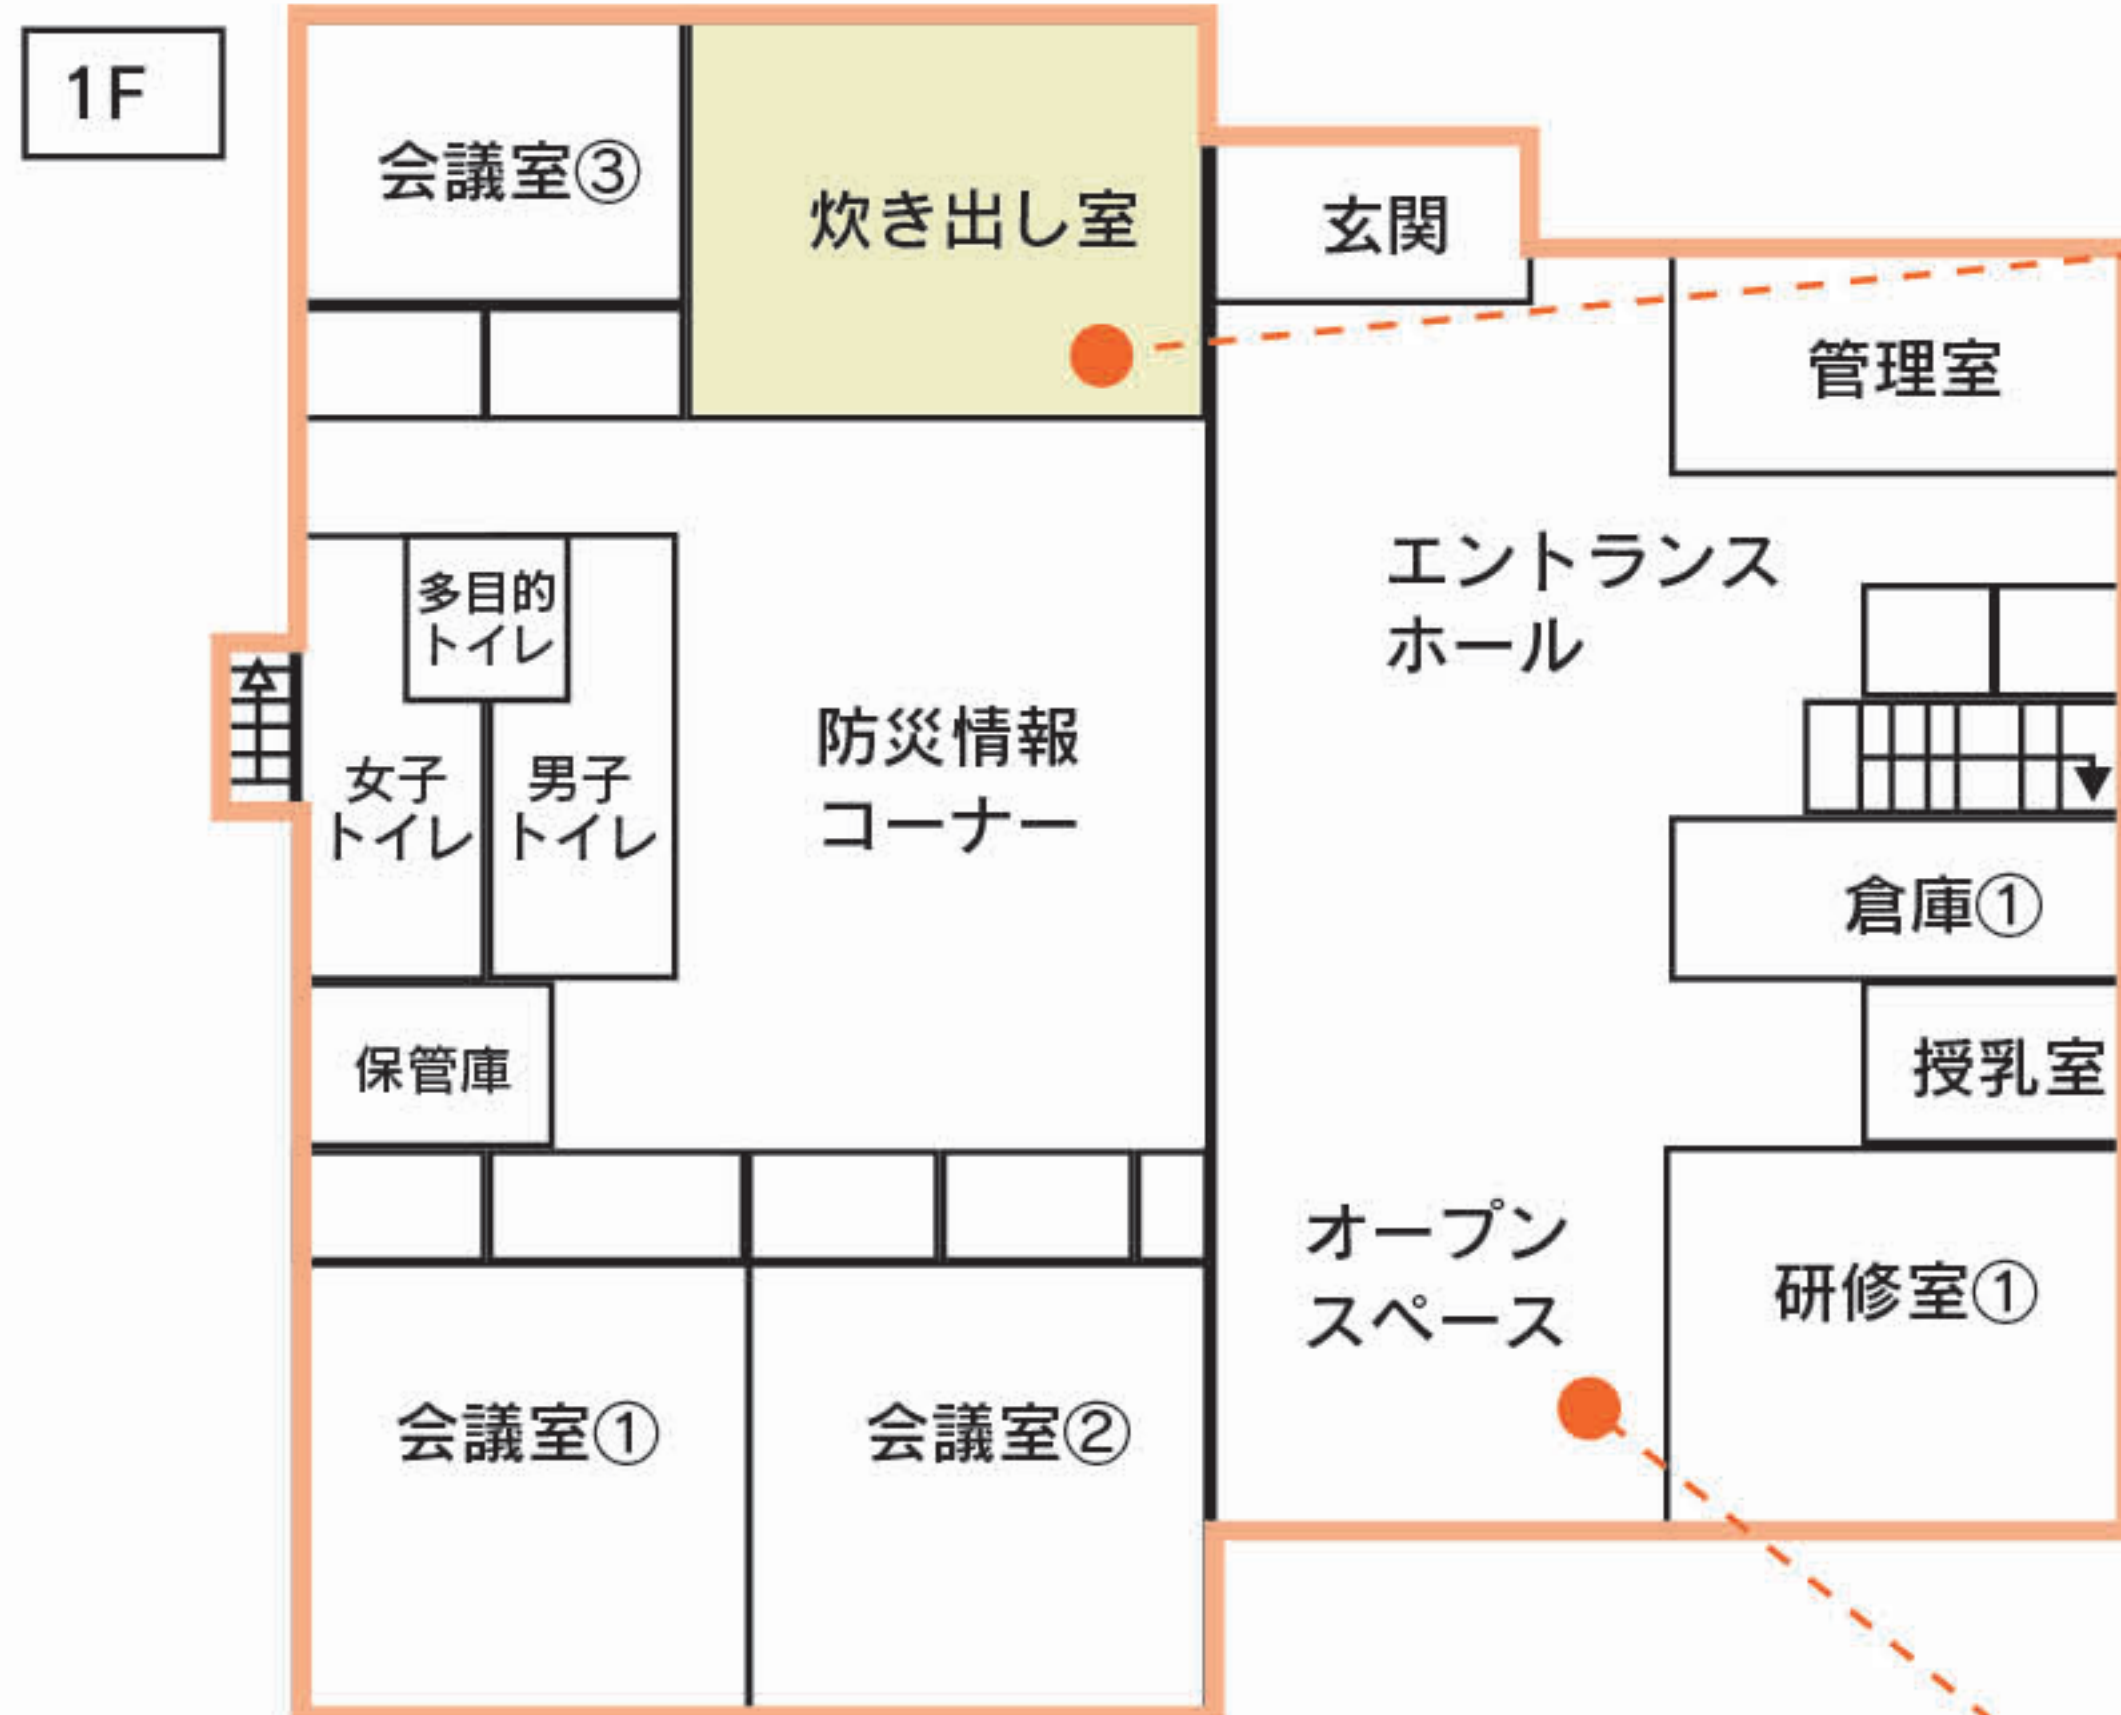 1F
会議室③
炊き出し室
玄関
管理室
エントランス
ホール
多目的
トイレ
女子
トイレ
男子
トイレ
防災情報
コーナー
倉庫①
保管庫
授乳室
オープン
スペース
研修室①
会議室①
会議室②